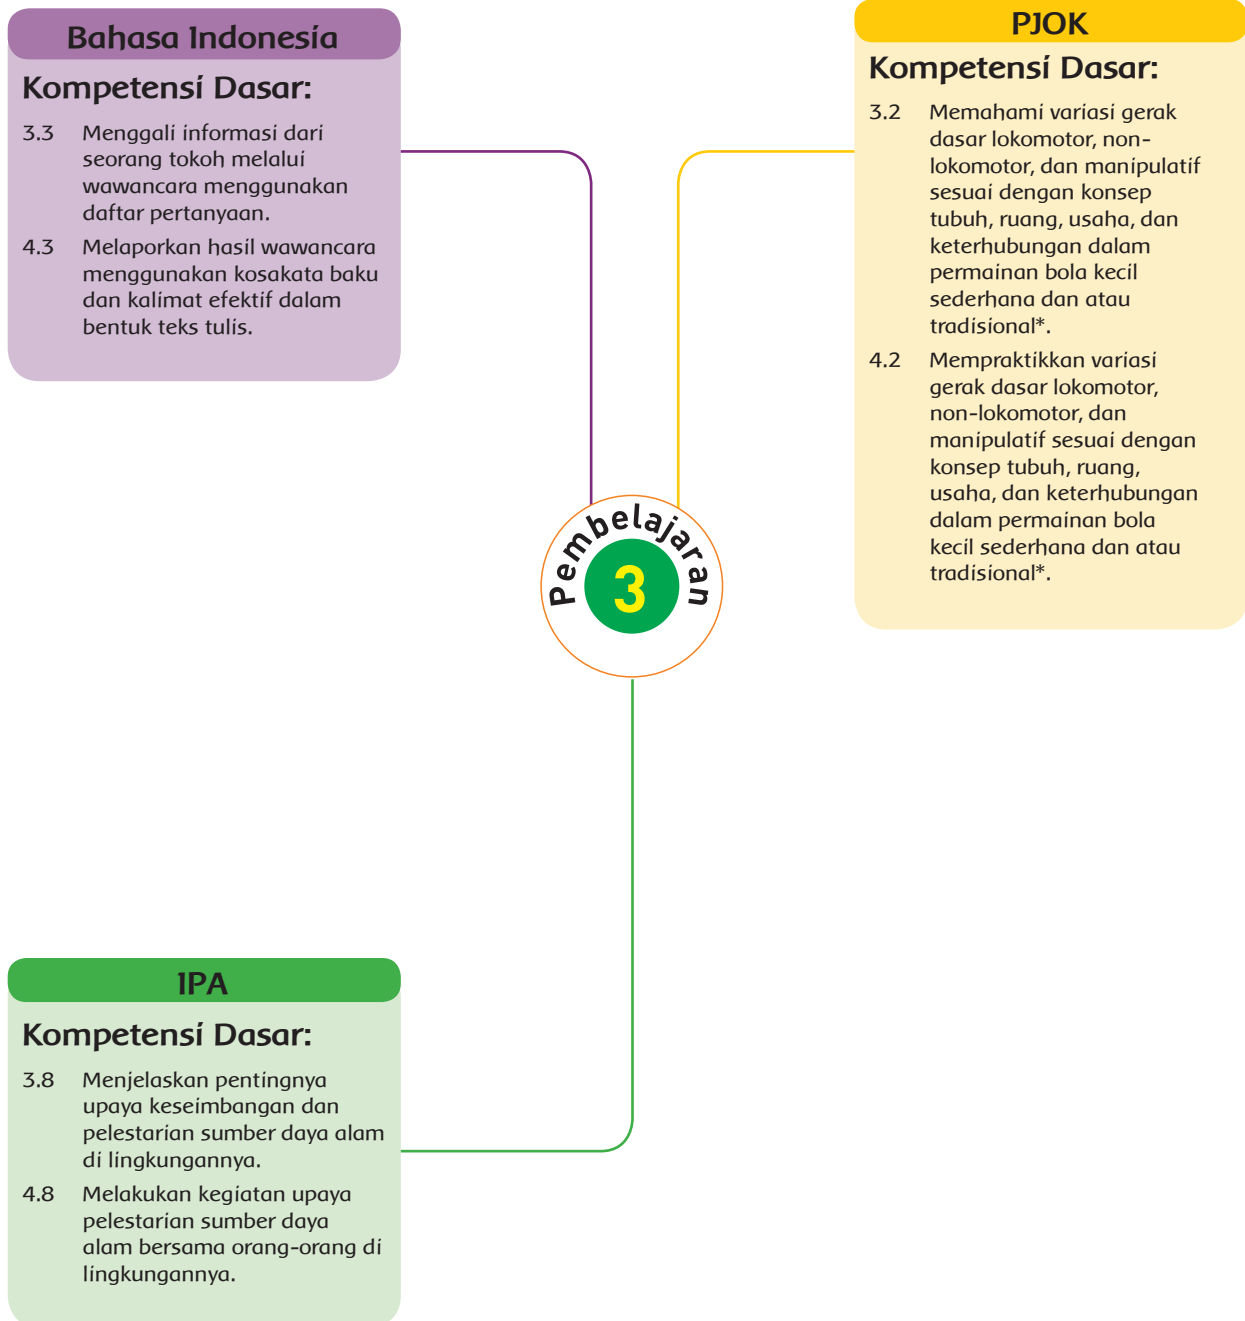 Bahasa Indonesia
Kompetensi Dasar:
3.3 Menggali informasi dari
seorang tokoh melalui
wawancara menggunakan
daftar pertanyaan.
4.3 Melaporkan hasil wawancara
menggunakan kosakata baku
dan kalimat efektif dalam
bentuk teks tulis.
PJOK
Kompetensi Dasar:
3.2 Memahami variasi gerak
dasar lokomotor, non-
lokomotor, dan manipulatif
sesuai dengan konsep
tubuh, ruang, usaha, dan
keterhubungan dalam
permainan bola kecil
sederhana dan atau
tradisional*.
4.2 Mempraktikkan variasi
gerak dasar lokomotor,
non-lokomotor, dan
manipulatif sesuai dengan
konsep tubuh, ruang,
usaha, dan keterhubungan
dalam permainan bola
kecil sederhana dan atau
tradisional*.
Pembelajaran
3
IPA
Kompetensi Dasar:
3.8 Menjelaskan pentingnya
upaya keseimbangan dan
pelestarian sumber daya alam
di lingkungannya.
4.8 Melakukan kegiatan upaya
pelestarian sumber daya
alam bersama orang-orang di
lingkungannya.